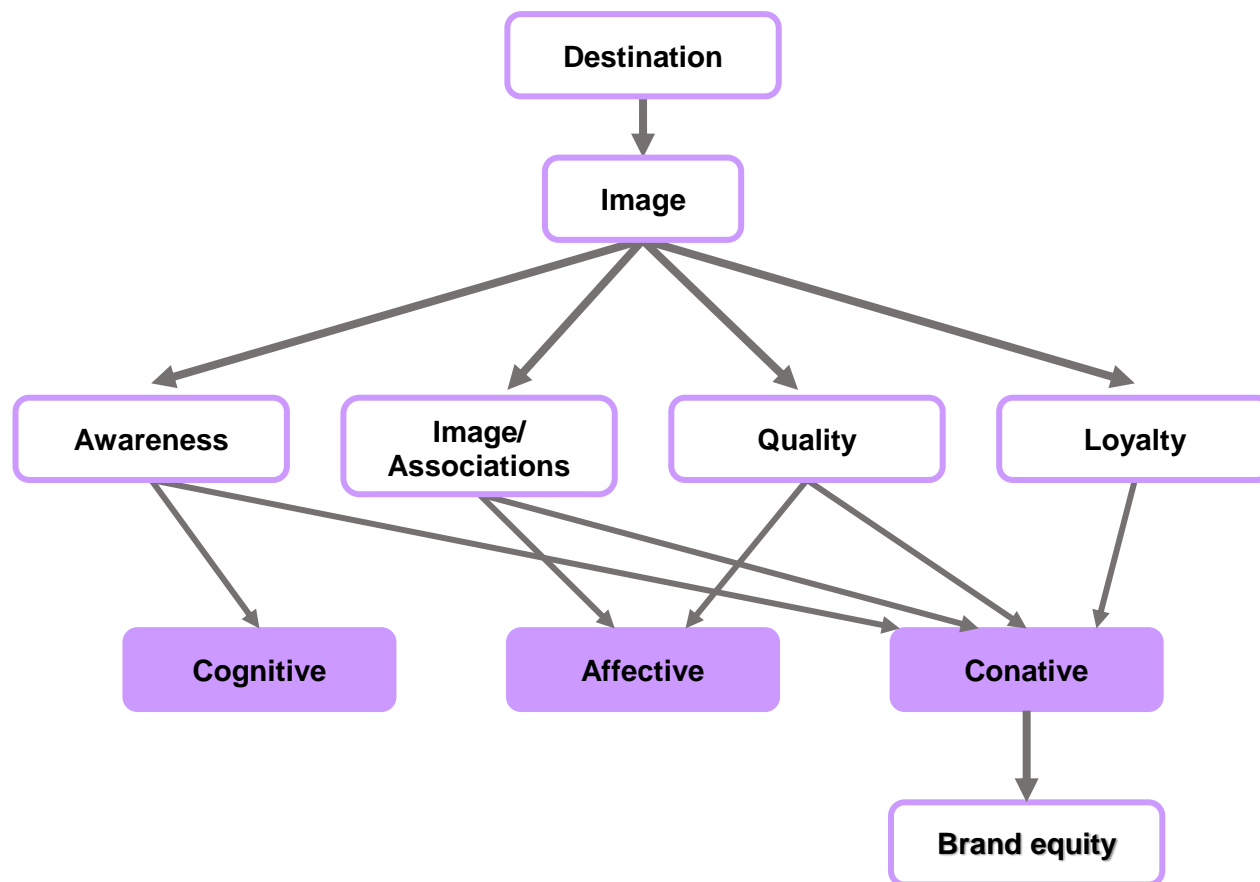 Destination
Image
Awareness
Image/
Associations
Quality
Loyalty
Cognitive
Affective
Conative
Brand equity